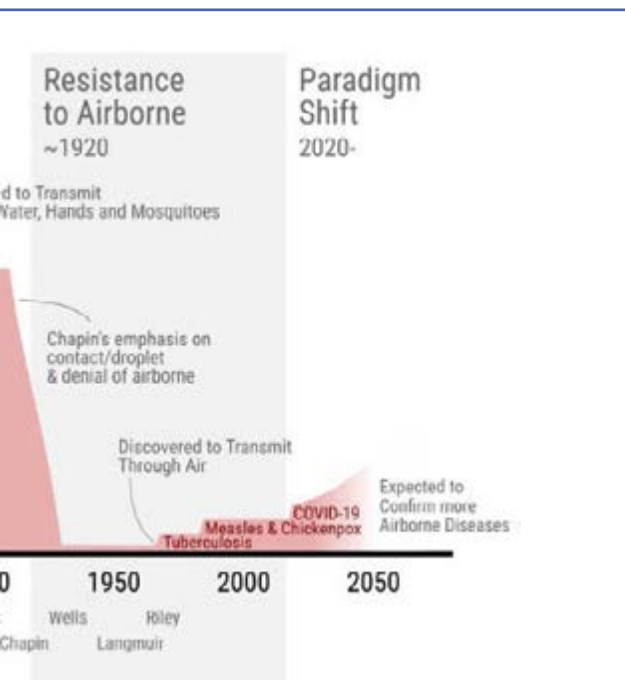 Resistance
to Airborne
~1920
Paradigm
Shift
2020-
d to Transmit
Water, Hands and Mosquitoes
Chapin's emphasis on
contact/droplet
& denial of airborne
Discovered to Transmit
Through Air
Expected to
Confirm more
Airborne Diseases
COVID-19
Measles & Chickenpox
Tuberculosis
0 1950 2000 2050
Wells Riley
Chapin Langmuir